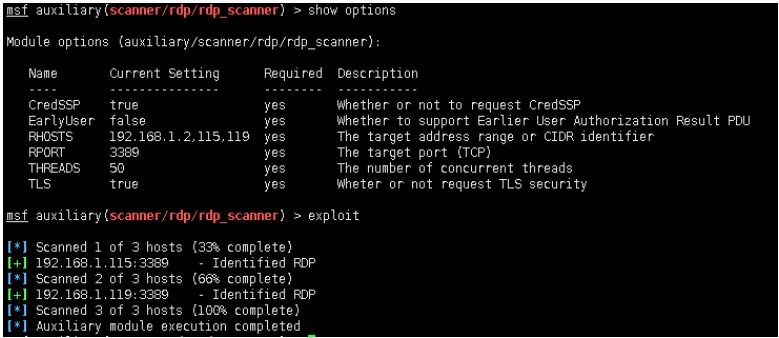 msf auxiliary(scanner/rdp/rdp_scanner) > show options
Module options (auxiliary/scanner/rdp/rdp_scanner):
Name Current Setting Required Description
---- --------------- -------- -----------
CredSSP true yes Whether or not to request CredSSP
EarlyUser false yes Whether to support Earlier User Authorization Result PDU
RHOSTS 192.168.1.2,115,119 yes The target address range or CIDR identifier
RPORT 3389 yes The target port (TCP)
THREADS 50 yes The number of concurrent threads
TLS true yes Wheter or not request TLS security
msf auxiliary(scanner/rdp/rdp_scanner) > exploit
[*] Scanned 1 of 3 hosts (33% complete)
[+] 192.168.1.115:3389 - Identified RDP
[*] Scanned 2 of 3 hosts (66% complete)
[+] 192.168.1.119:3389 - Identified RDP
[*] Scanned 3 of 3 hosts (100% complete)
[*] Auxiliary module execution completed